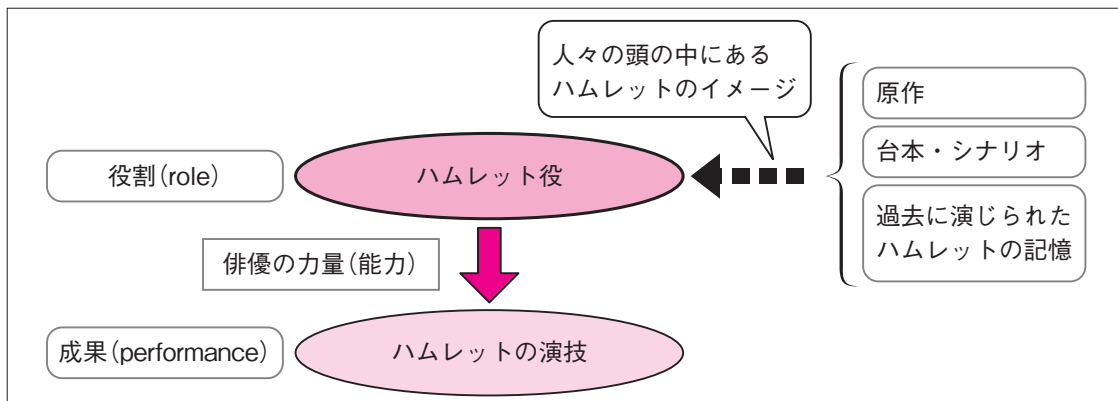 人々の頭の中にある
ハムレットのイメージ
原作
台本・シナリオ
過去に演じられた
ハムレットの記憶
役割（role）
ハムレット役
俳優の力量（能力）
成果（performance）
ハムレットの演技